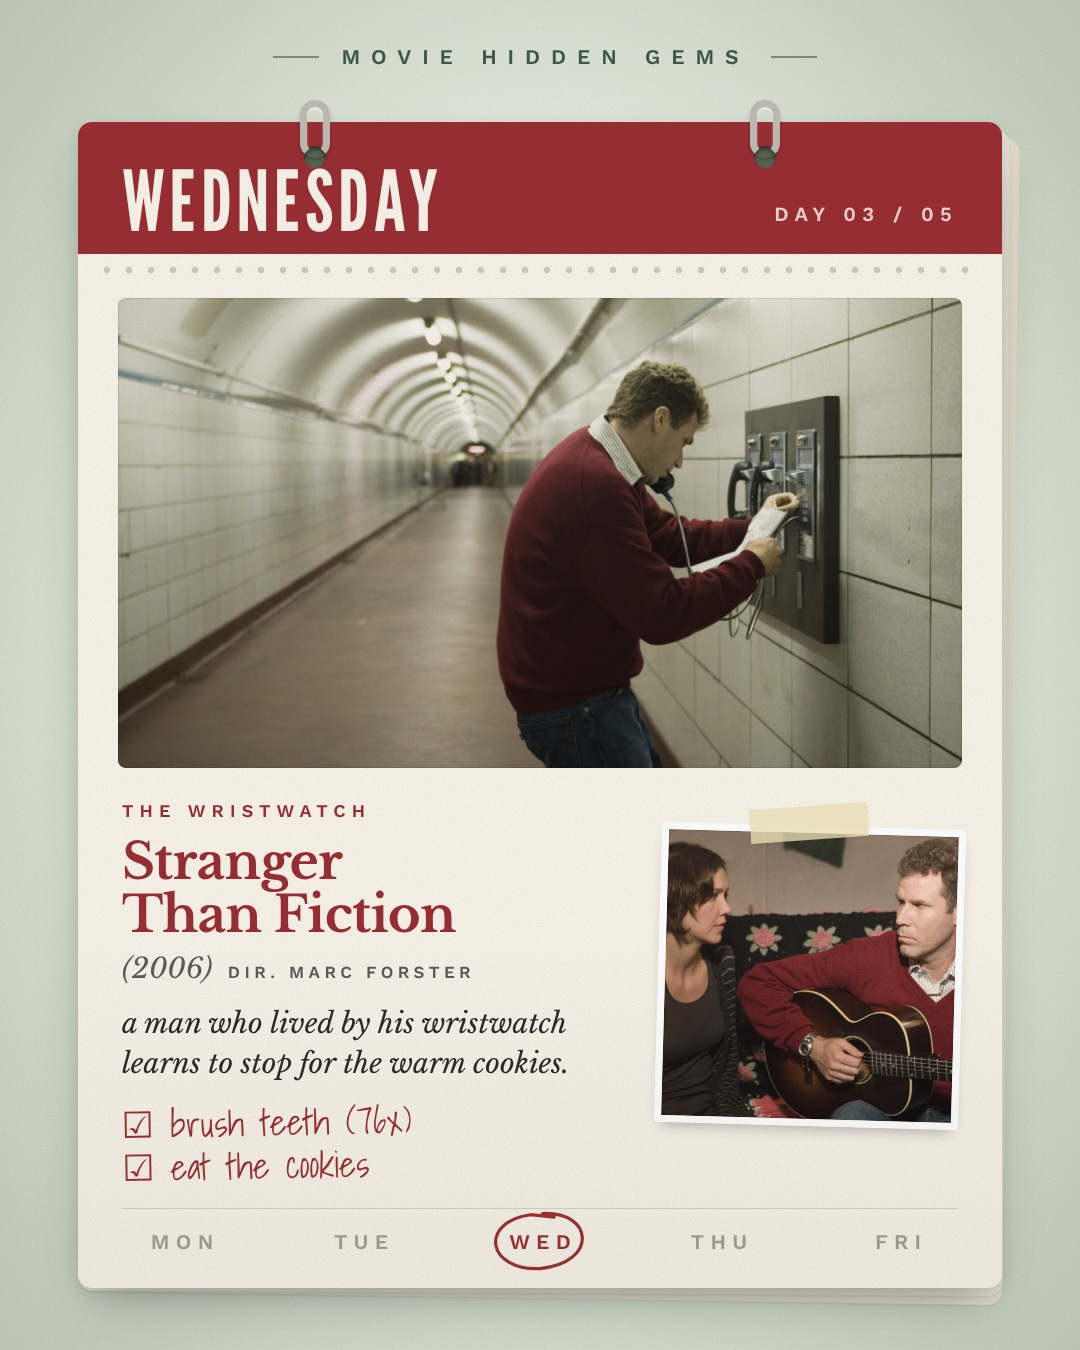 MOVIE HIDDEN GEMS
WEDNESDAY
DAY 03 / 05
THE WRISTWATCH
Stranger
Than Fiction
(2006) DIR. MARC FORSTER
a man who lived by his wristwatch
learns to stop for the warm cookies.
☑ brush teeth (76x)
☑ eat the cookies
MON TUE WED THU FRI